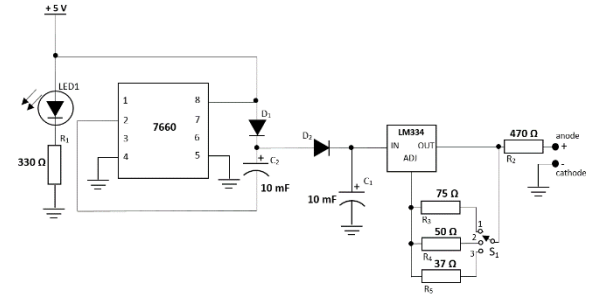 + 5 V
LED1
R1
330 Ω
7660
1
2
3
4
8
7
6
5
D1
C2
+
10 mF
D2
C1
+
10 mF
LM334
IN
OUT
ADJ
470 Ω
R2
anode
+
-
cathode
75 Ω
R3
50 Ω
R4
37 Ω
R5
1
2
3
S1